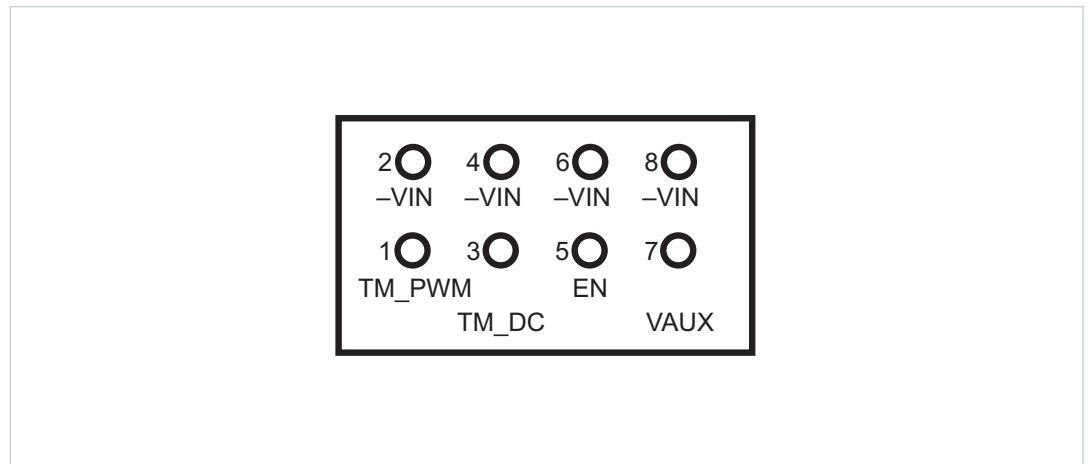 2 4 6 8
–VIN –VIN –VIN –VIN
1 3 5 7
TM_PWM EN
TM_DC VAUX